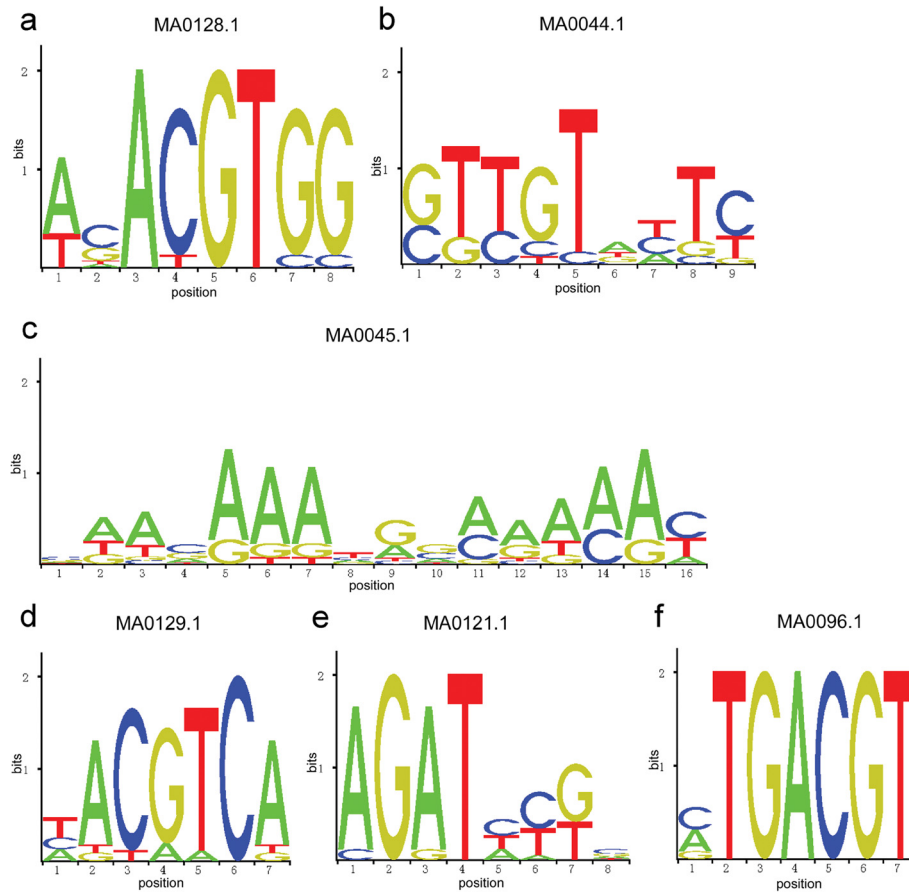 a MA0128.1
2
1
bits
A C A C G T G G
T G T C C
1 2 3 4 5 6 7 8
position
b MA0044.1
2
1
bits
G T T G T A T T C
C G C C C T C G T
1 2 3 4 5 6 7 8 9
position
c MA0045.1
2
1
bits
A A C A A A T G G A A A A A C
1 2 3 4 5 6 7 8 9 10 11 12 13 14 15 16
position
d MA0129.1
2
1
bits
T A C G T C A
C T T A A T
A G G
1 2 3 4 5 6 7
position
e MA0121.1
2
1
bits
A G A T C C G
C G T T T
1 2 3 4 5 6 7 8
position
f MA0096.1
2
1
bits
C T G A C G T
A
G
1 2 3 4 5 6 7
position